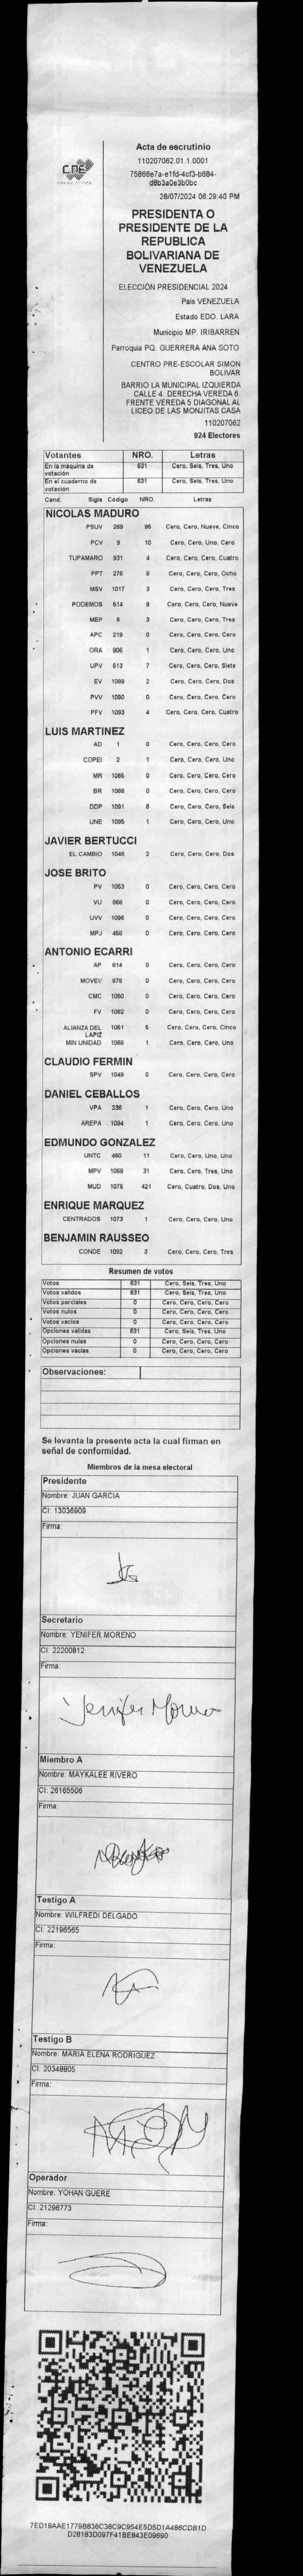 CNE
Acta de escrutinio
110207062.01.1.0001
75866e7a-e1fd-4cf3-b684-
d8b3a0e3b0bc
28/07/2024 06:29:40 PM
PRESIDENTA O
PRESIDENTE DE LA
REPUBLICA
BOLIVARIANA DE
VENEZUELA
ELECCIÓN PRESIDENCIAL 2024
Pais VENEZUELA
Estado EDO. LARA
Municipio MP. IRIBARREN
Parroquia PQ. GUERRERA ANA SOTO
CENTRO PRE-ESCOLAR SIMON
BOLIVAR
BARRIO LA MUNICIPAL IZQUIERDA
CALLE 4. DERECHA VEREDA 6.
FRENTE VEREDA 5 DIAGONAL AL
LICEO DE LAS MONJITAS CASA
110207062
924 Electores
Votantes NRO. Letras
En la máquina de votación 631 Cero, Seis, Tres, Uno
En el cuaderno de votación 631 Cero, Seis, Tres, Uno
Cand. Sigla Código NRO. Letras
NICOLAS MADURO
PSUV 269 95 Cero, Cero, Nueve, Cinco
PCV 9 10 Cero, Cero, Uno, Cero
TUPAMARO 931 4 Cero, Cero, Cero, Cuatro
PPT 276 8 Cero, Cero, Cero, Ocho
MSV 1017 3 Cero, Cero, Cero, Tres
PODEMOS 514 9 Cero, Cero, Cero, Nueve
MEP 6 3 Cero, Cero, Cero, Tres
APC 219 0 Cero, Cero, Cero, Cero
ORA 906 1 Cero, Cero, Cero, Uno
UPV 513 7 Cero, Cero, Cero, Siete
EV 1089 2 Cero, Cero, Cero, Dos
PVV 1090 0 Cero, Cero, Cero, Cero
PFV 1093 4 Cero, Cero, Cero, Cuatro
LUIS MARTINEZ
AD 1 0 Cero, Cero, Cero, Cero
COPEI 2 1 Cero, Cero, Cero, Uno
MR 1065 0 Cero, Cero, Cero, Cero
BR 1066 0 Cero, Cero, Cero, Cero
DDP 1091 6 Cero, Cero, Cero, Seis
UNE 1095 1 Cero, Cero, Cero, Uno
JAVIER BERTUCCI
EL CAMBIO 1048 2 Cero, Cero, Cero, Dos
JOSE BRITO
PV 1053 0 Cero, Cero, Cero, Cero
VU 868 0 Cero, Cero, Cero, Cero
UVV 1096 0 Cero, Cero, Cero, Cero
MPJ 458 0 Cero, Cero, Cero, Cero
ANTONIO ECARRI
AP 814 0 Cero, Cero, Cero, Cero
MOVEV 878 0 Cero, Cero, Cero, Cero
CMC 1050 0 Cero, Cero, Cero, Cero
FV 1062 0 Cero, Cero, Cero, Cero
ALIANZA DEL LAPIZ 1051 5 Cero, Cero, Cero, Cinco
MIN UNIDAD 1068 1 Cero, Cero, Cero, Uno
CLAUDIO FERMIN
SPV 1049 0 Cero, Cero, Cero, Cero
DANIEL CEBALLOS
VPA 236 1 Cero, Cero, Cero, Uno
AREPA 1094 1 Cero, Cero, Cero, Uno
EDMUNDO GONZALEZ
UNTC 460 11 Cero, Cero, Uno, Uno
MPV 1069 31 Cero, Cero, Tres, Uno
MUD 1075 421 Cero, Cuatro, Dos, Uno
ENRIQUE MARQUEZ
CENTRADOS 1073 1 Cero, Cero, Cero, Uno
BENJAMIN RAUSSEO
CONDE 1092 3 Cero, Cero, Cero, Tres
Resumen de votos
Votos 631 Cero, Seis, Tres, Uno
Votos validos 631 Cero, Seis, Tres, Uno
Votos parciales 0 Cero, Cero, Cero, Cero
Votos nulos 0 Cero, Cero, Cero, Cero
Votos vacíos 0 Cero, Cero, Cero, Cero
Opciones validas 631 Cero, Seis, Tres, Uno
Opciones nulas 0 Cero, Cero, Cero, Cero
Opciones vacias 0 Cero, Cero, Cero, Cero
Observaciones:
Se levanta la presente acta la cual firman en
señal de conformidad.
Miembros de la mesa electoral
Presidente
Nombre: JUAN GARCIA
CI: 13036909
Firma:
Secretario
Nombre: YENIFER MORENO
CI: 22200812
Firma:
Yenifer Moreno
Miembro A
Nombre: MAYKALEE RIVERO
CI: 26165506
Firma:
Testigo A
Nombre: WILFREDI DELGADO
CI: 22196565
Firma:
Testigo B
Nombre: MARIA ELENA RODRIGUEZ
CI: 20348805
Firma:
Operador
Nombre: YOHAN GUERE
CI: 21296773
Firma:
7ED19AAE1779B836C38C9C954E5D5D1A486CDB1D
D28183D097F41BE843E09690